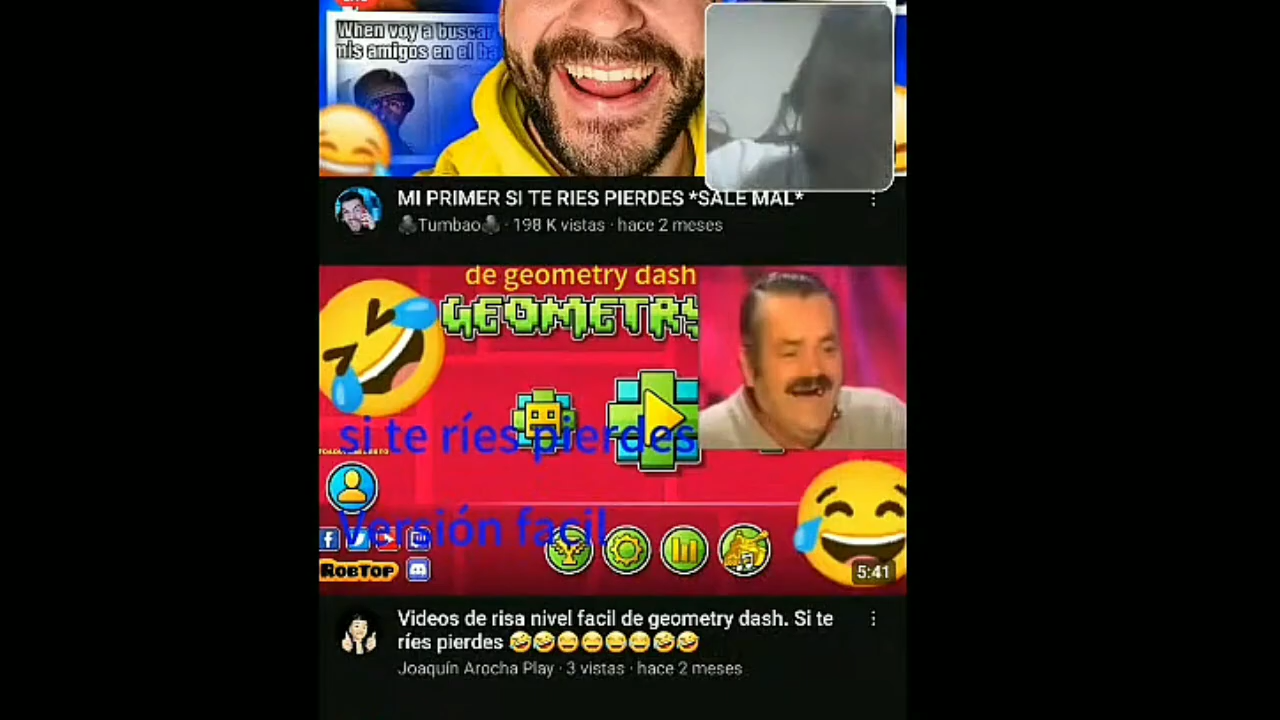 When voy a buscar
mis amigos en el ba
MI PRIMER SI TE RIES PIERDES *SALE MAL*
♣Tumbao♣ · 198 K vistas · hace 2 meses
de geometry dash
GEOMETRY
si te ríes pierdes
Versión facil
ROBTOP
5:41
Videos de risa nivel facil de geometry dash. Si te
ríes pierdes 🤣🤣😄😄😄😄🤣🤣
Joaquín Arocha Play · 3 vistas · hace 2 meses